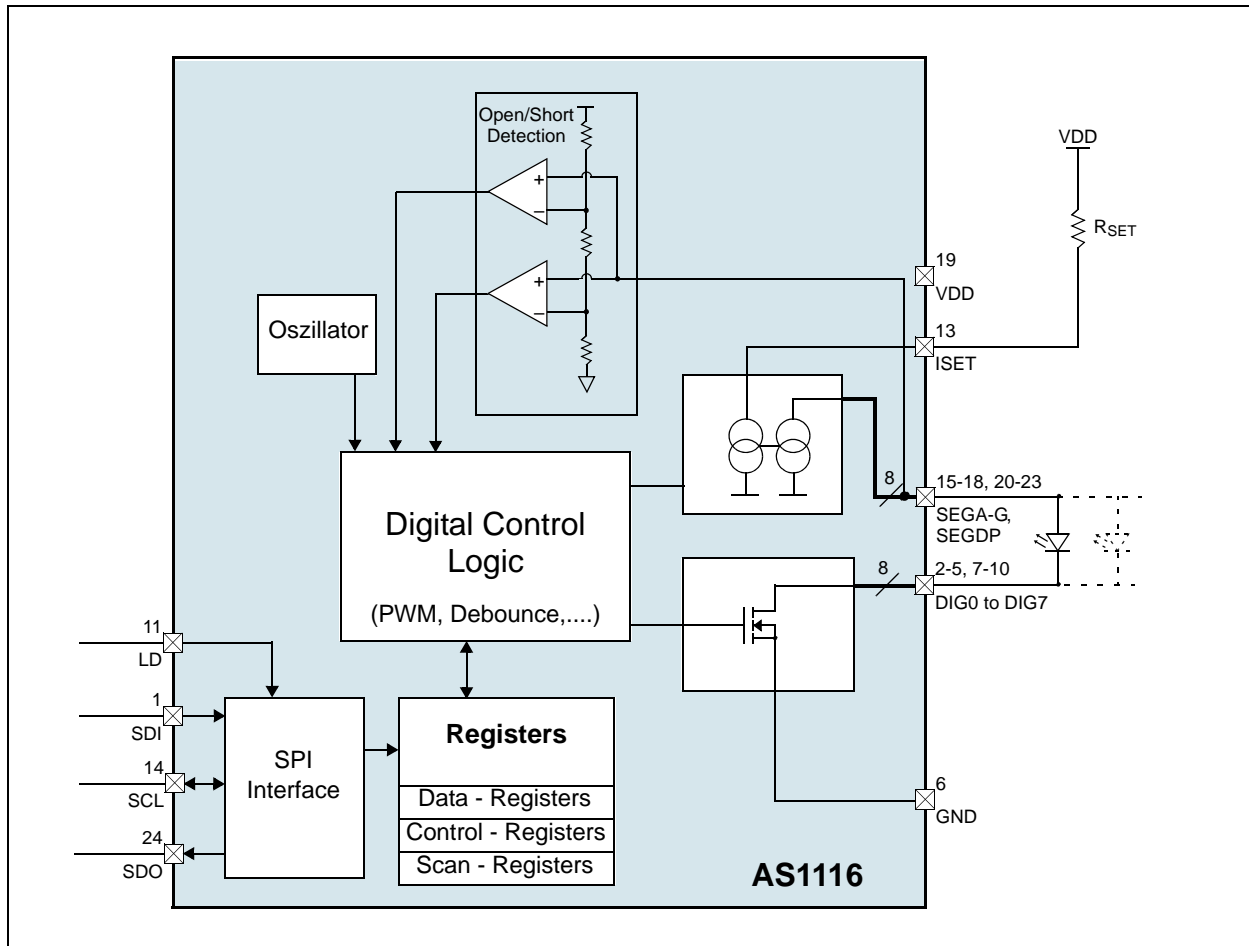 Open/Short
Detection
+
–
+
–
VDD
RSET
19
VDD
13
ISET
Oszillator
8
15-18, 20-23
SEGA-G,
SEGDP
Digital Control
Logic
(PWM, Debounce,....)
8
2-5, 7-10
DIG0 to DIG7
11
LD
1
SDI
14
SCL
24
SDO
SPI
Interface
Registers
Data - Registers
Control - Registers
Scan - Registers
6
GND
AS1116